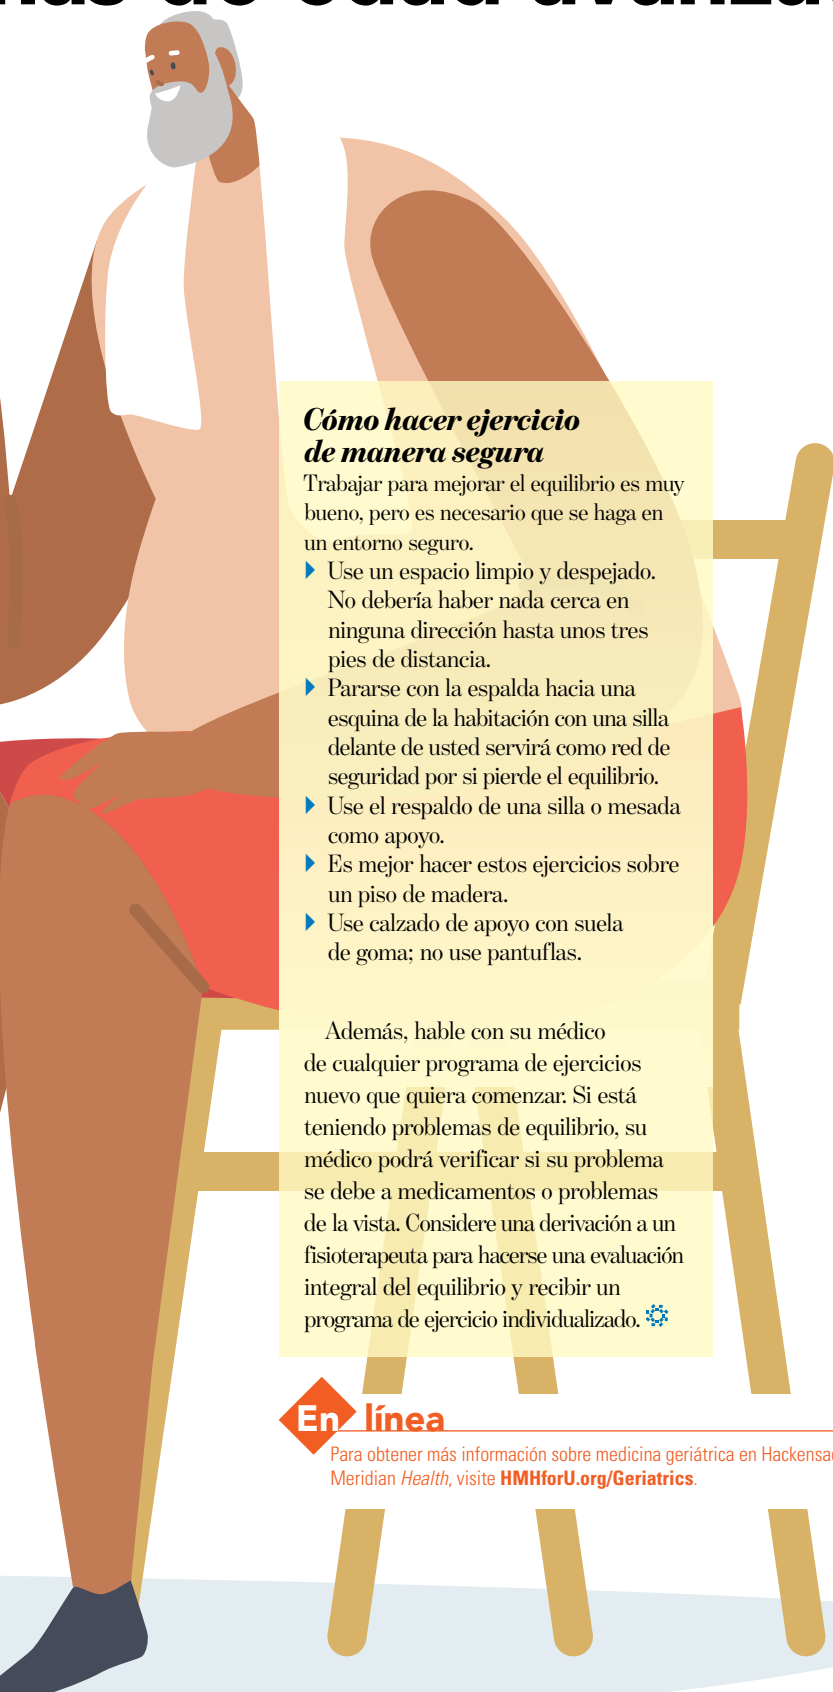 Cómo hacer ejercicio
de manera segura
Trabajar para mejorar el equilibrio es muy
bueno, pero es necesario que se haga en
un entorno seguro.
Use un espacio limpio y despejado.
No debería haber nada cerca en
ninguna dirección hasta unos tres
pies de distancia.
Pararse con la espalda hacia una
esquina de la habitación con una silla
delante de usted servirá como red de
seguridad por si pierde el equilibrio.
Use el respaldo de una silla o mesada
como apoyo.
Es mejor hacer estos ejercicios sobre
un piso de madera.
Use calzado de apoyo con suela
de goma; no use pantuflas.
Además, hable con su médico
de cualquier programa de ejercicios
nuevo que quiera comenzar. Si está
teniendo problemas de equilibrio, su
médico podrá verificar si su problema
se debe a medicamentos o problemas
de la vista. Considere una derivación a un
fisioterapeuta para hacerse una evaluación
integral del equilibrio y recibir un
programa de ejercicio individualizado.
En línea
Para obtener más información sobre medicina geriátrica en
Meridian Health, visite HMHforU.org/Geriatrics.